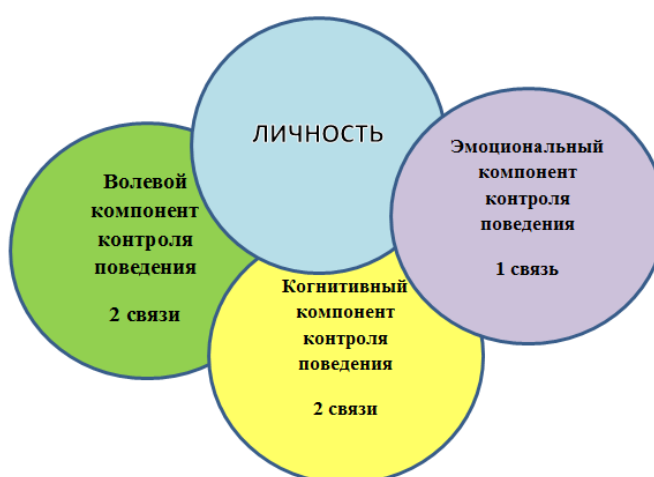 ЛИЧНОСТЬ
Эмоциональный
компонент
контроля
поведения
1 связь
Волевой
компонент
контроля
поведения
2 связи
Когнитивный
компонент
контроля
поведения
2 связи